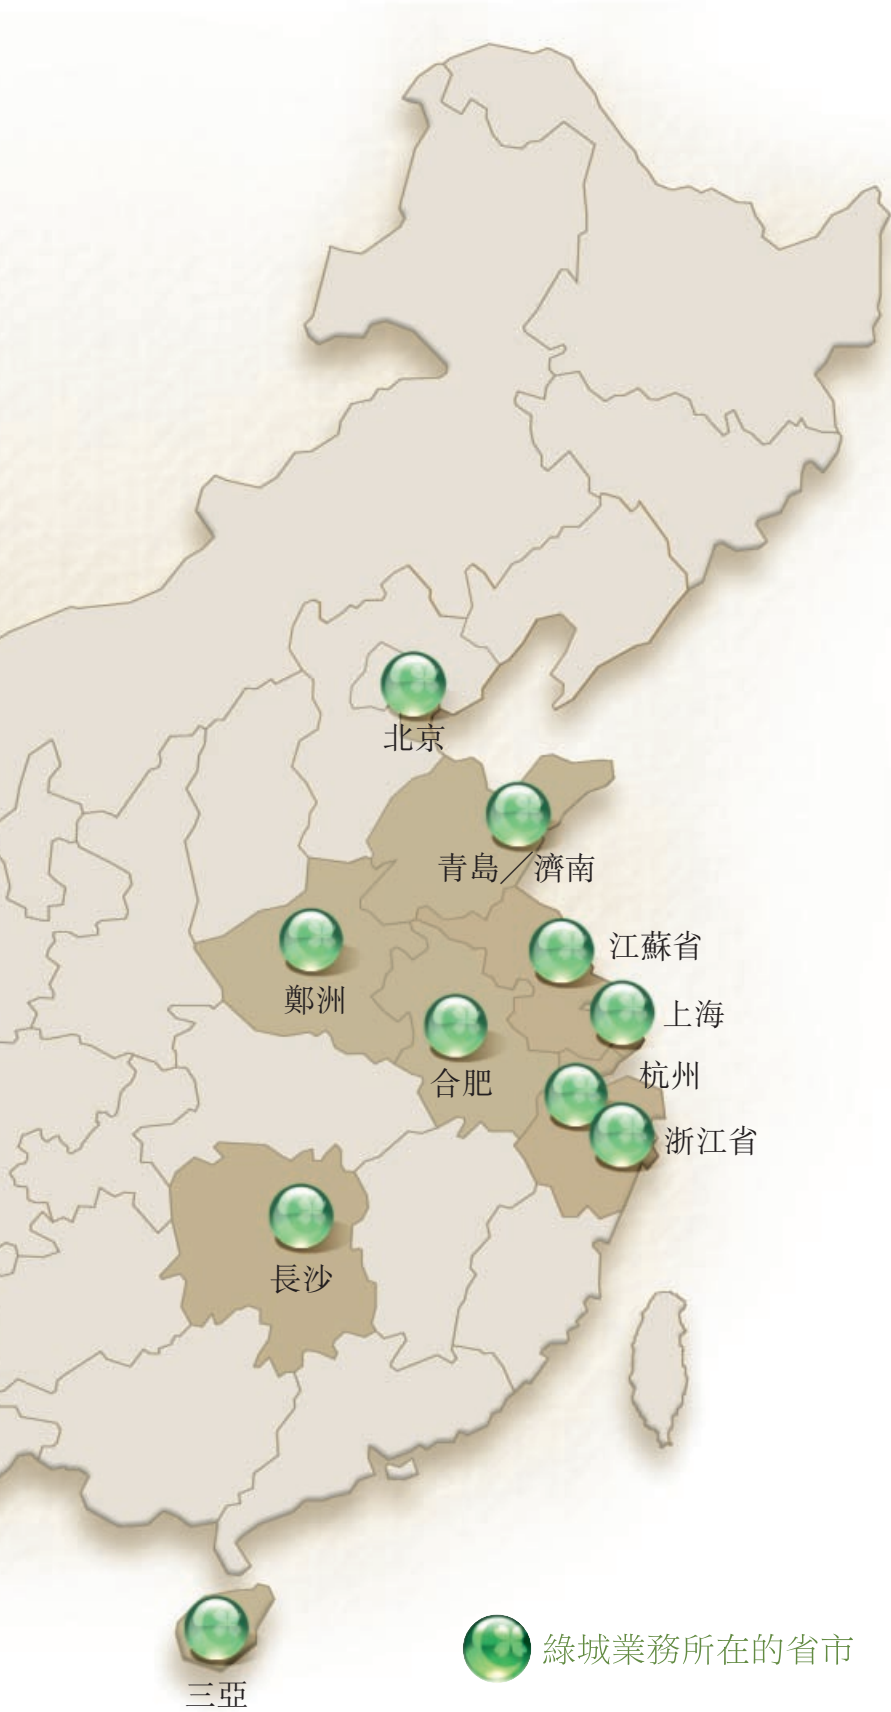 北京
青島／濟南
江蘇省
鄭洲
上海
合肥
杭州
浙江省
長沙
綠城業務所在的省市
三亞